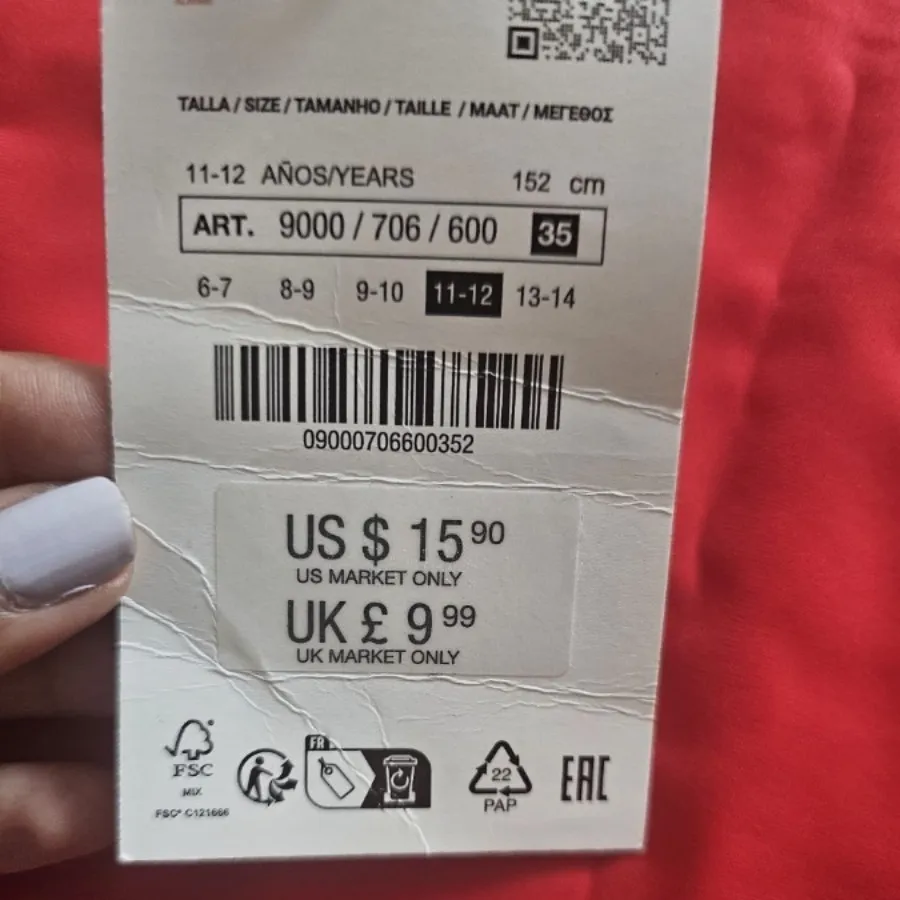 TALLA / SIZE / TAMANHO / TAILLE / MAAT / ΜΕΓΕΘΟΣ
11-12 AÑOS/YEARS 152 cm
ART. 9000 / 706 / 600 35
6-7 8-9 9-10 11-12 13-14
09000706600352
US $ 15 90
US MARKET ONLY
UK £ 9 99
UK MARKET ONLY
FSC
MIX
FSC® C121666
FR
22
PAP
EAC